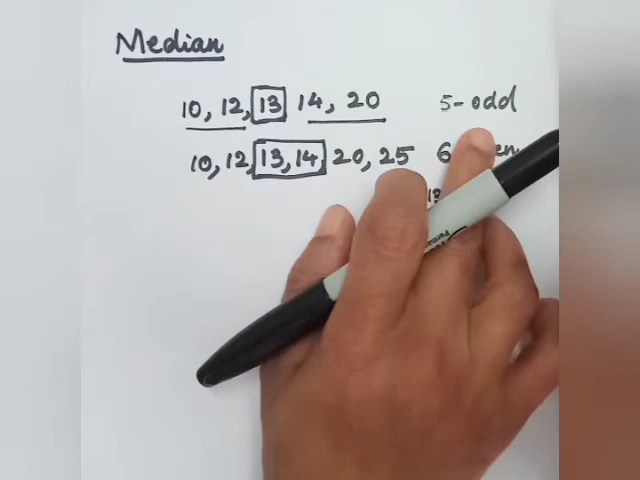 Median
10, 12, 13 14, 20 5-odd
10, 12, 13, 14, 20, 25 6